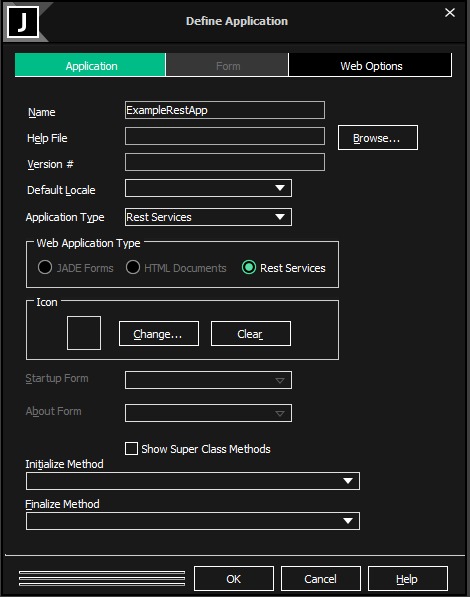 J
Define Application
Application Form Web Options
Name ExampleRestApp
Help File Browse...
Version #
Default Locale
Application Type Rest Services
Web Application Type
JADE Forms HTML Documents Rest Services
Icon
Change... Clear
Startup Form
About Form
Show Super Class Methods
Initialize Method
Finalize Method
OK Cancel Help